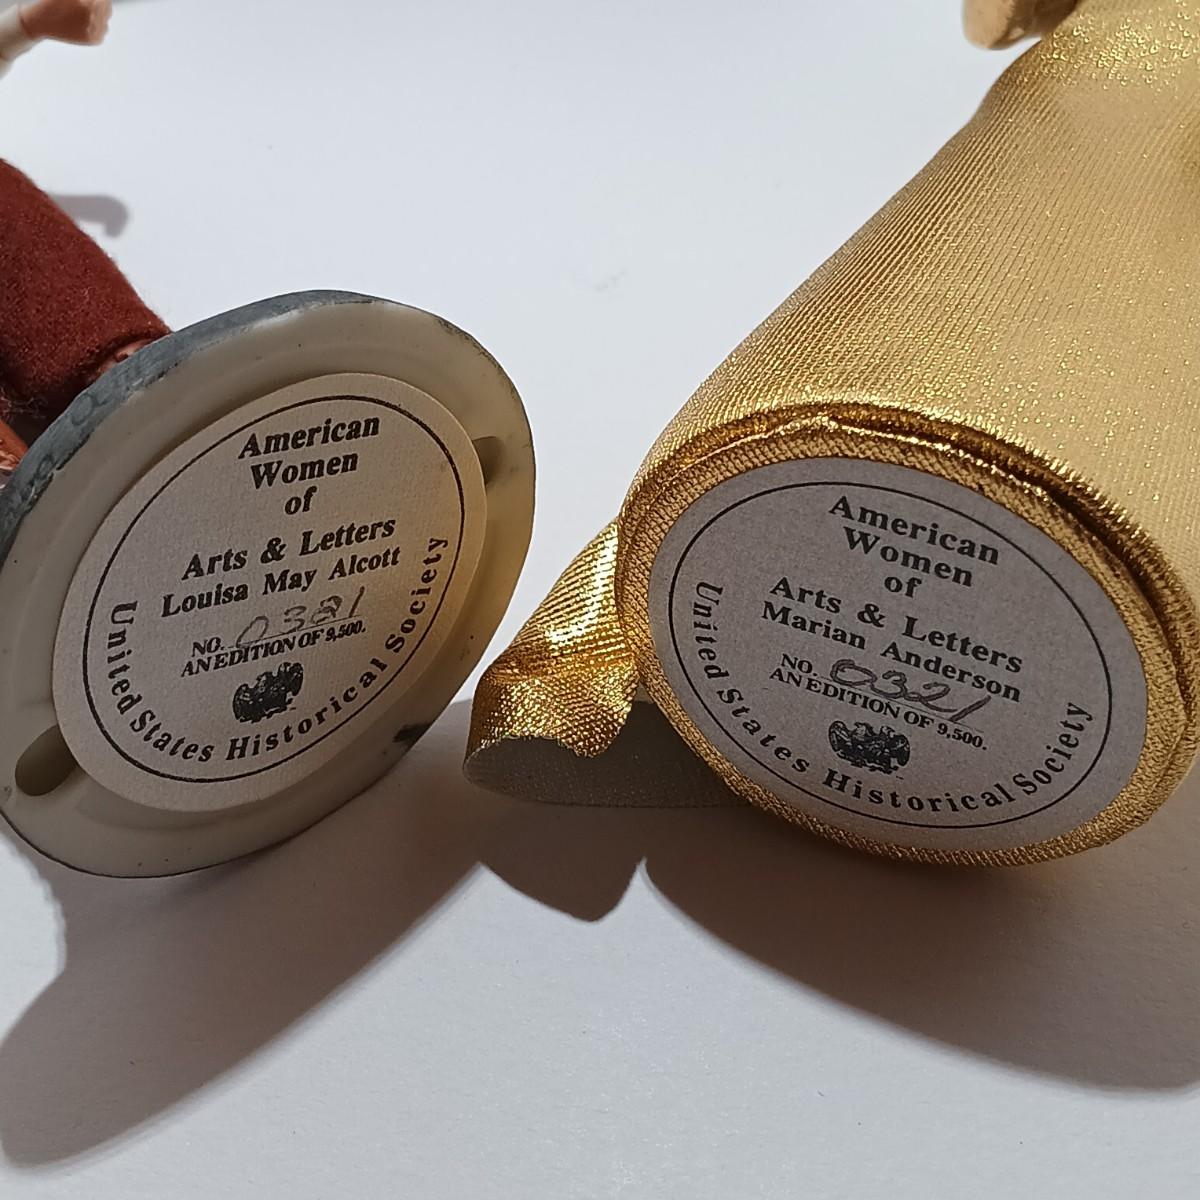 American
Women
of
Arts & Letters
Louisa May Alcott
NO. 0321
AN EDITION OF 9,500.
United States Historical Society
American
Women
of
Arts & Letters
Marian Anderson
NO. 0321
AN EDITION OF 9,500.
United States Historical Society